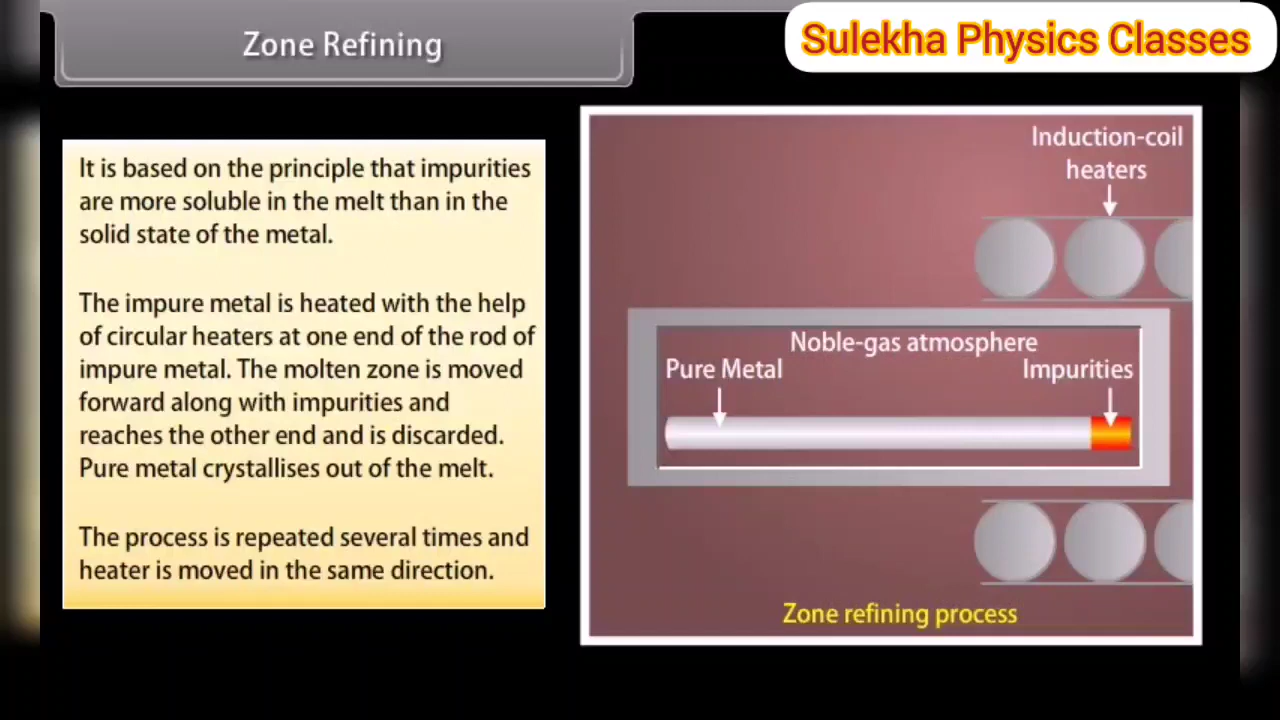 Zone Refining
Sulekha Physics Classes
It is based on the principle that impurities
are more soluble in the melt than in the
solid state of the metal.
The impure metal is heated with the help
of circular heaters at one end of the rod of
impure metal. The molten zone is moved
forward along with impurities and
reaches the other end and is discarded.
Pure metal crystallises out of the melt.
The process is repeated several times and
heater is moved in the same direction.
Induction-coil
heaters
Noble-gas atmosphere
Pure Metal
Impurities
Zone refining process